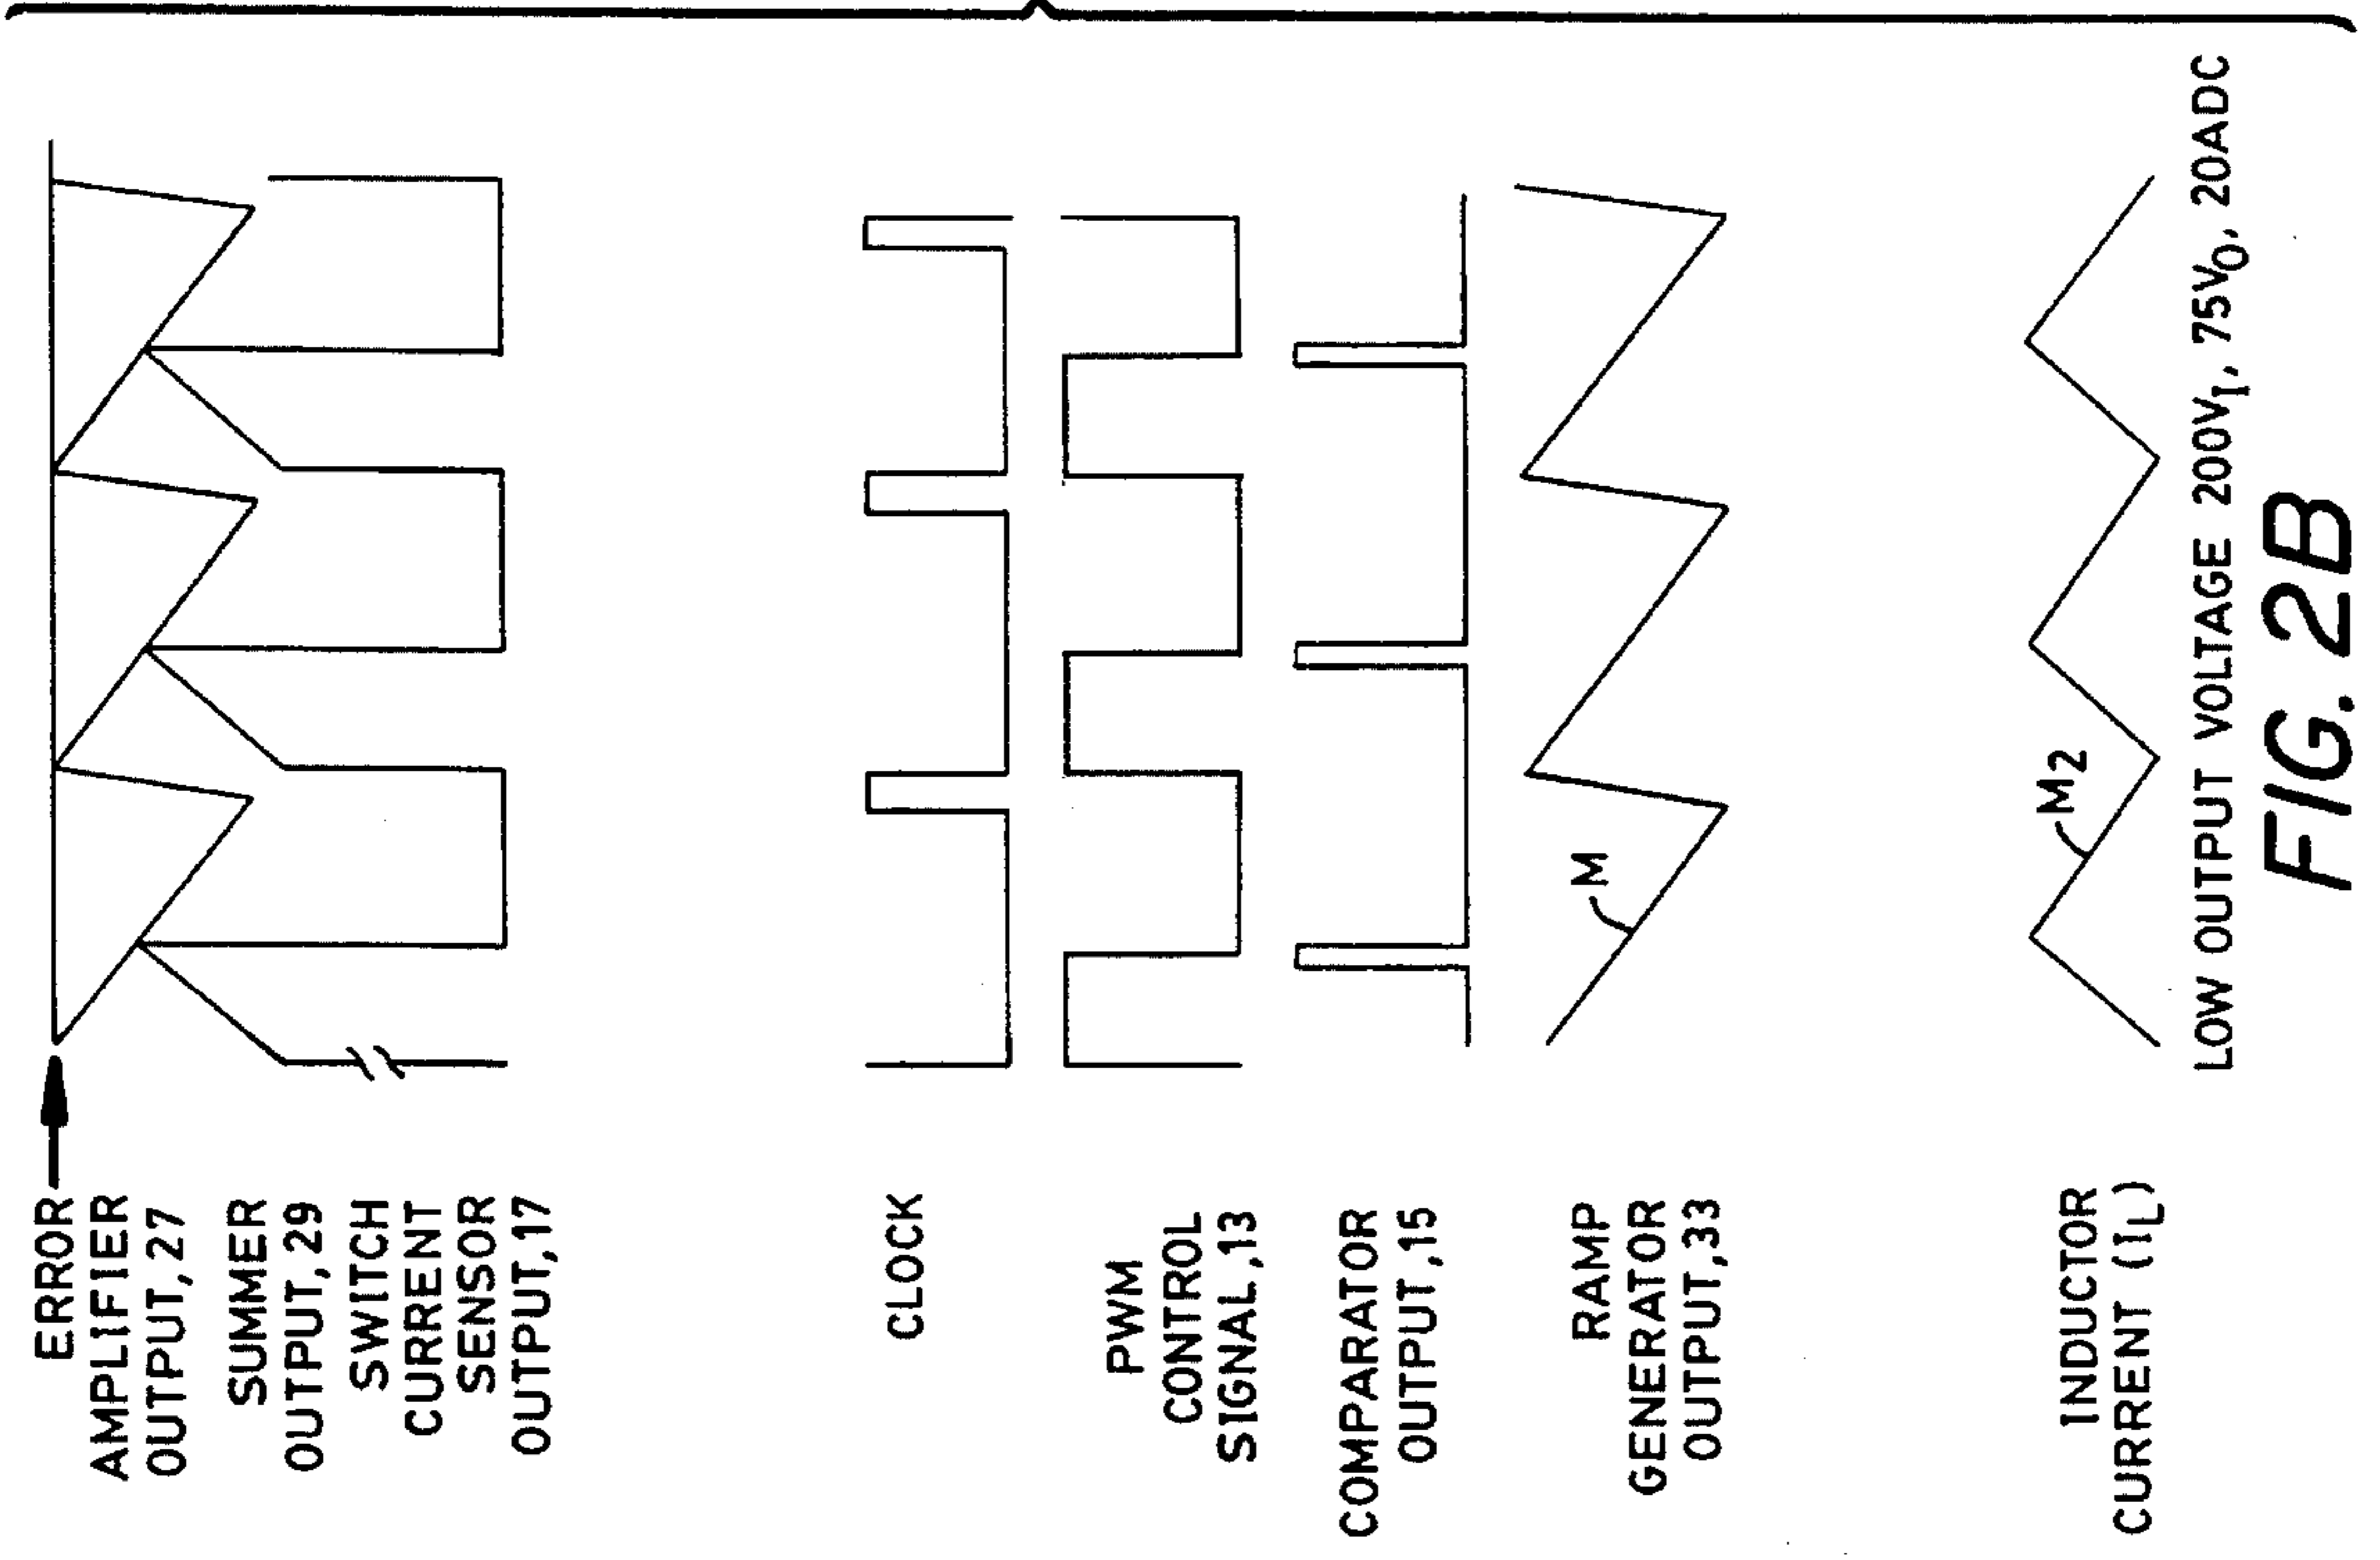 ERROR
AMPLIFIER
OUTPUT,27
SUMMER
OUTPUT,29
SWITCH
CURRENT
SENSOR
OUTPUT,17
CLOCK
PWM
CONTROL
SIGNAL,13
COMPARATOR
OUTPUT,15
RAMP
GENERATOR
OUTPUT,33
M
INDUCTOR
CURRENT (IL)
M2
LOW OUTPUT VOLTAGE 200VI, 75VO, 20ADC
FIG. 2B